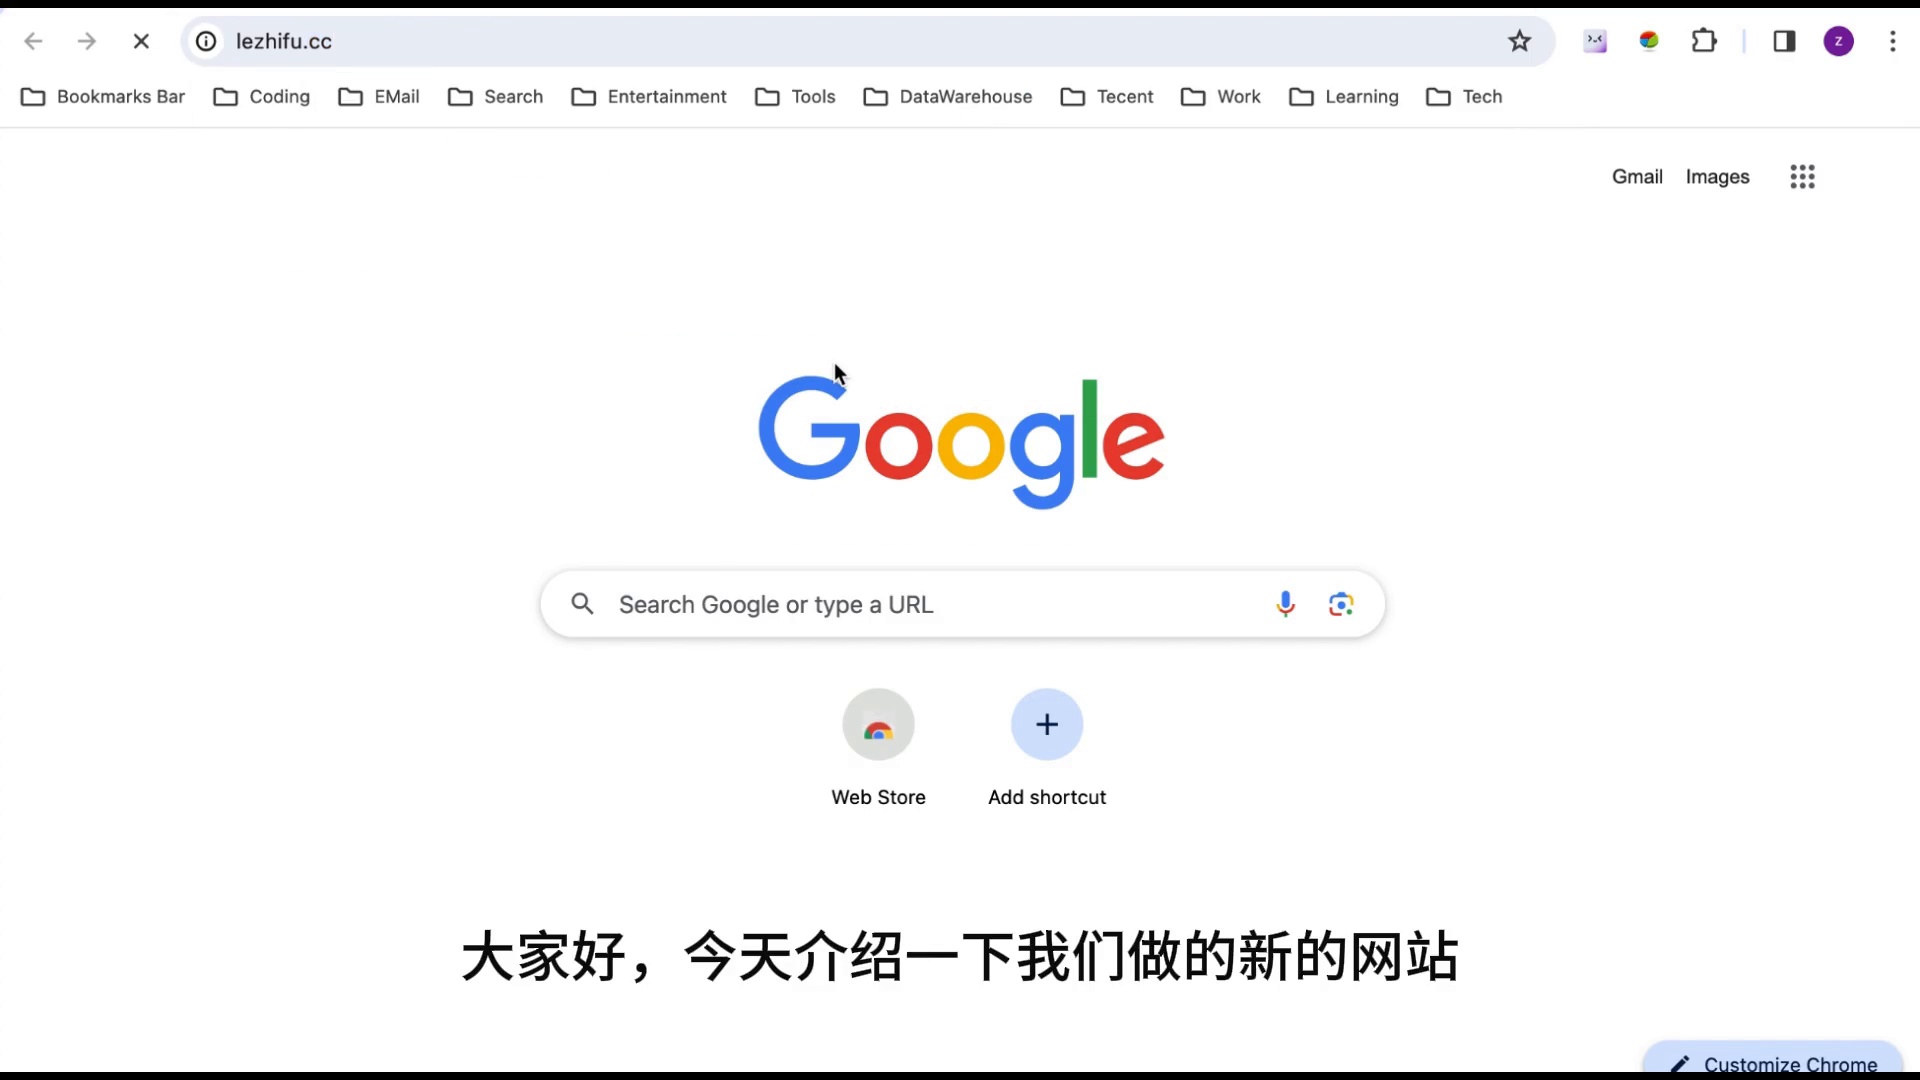 lezhifu.cc
z
Bookmarks Bar
Coding
EMail
Search
Entertainment
Tools
DataWarehouse
Tecent
Work
Learning
Tech
Gmail
Images
Google
Search Google or type a URL
Web Store
Add shortcut
大家好，今天介绍一下我们做的新的网站
Customize Chrome